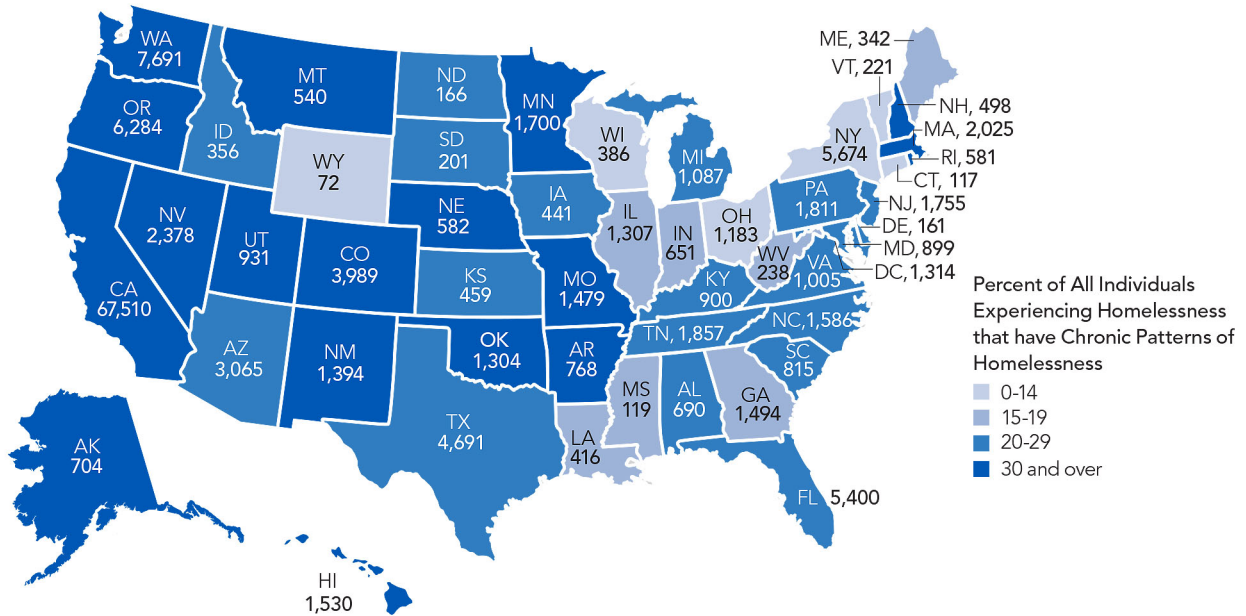 WA
7,691
OR
6,284
CA
67,510
NV
2,378
ID
356
MT
540
WY
72
UT
931
CO
3,989
AZ
3,065
NM
1,394
ND
166
SD
201
NE
582
KS
459
OK
1,304
TX
4,691
MN
1,700
IA
441
MO
1,479
AR
768
LA
416
WI
386
IL
1,307
MI
1,087
IN
651
OH
1,183
KY
900
TN, 1,857
MS
119
AL
690
GA
1,494
FL 5,400
SC
815
NC, 1,586
VA
1,005
WV
238
PA
1,811
NY
5,674
ME, 342
VT, 221
NH, 498
MA, 2,025
RI, 581
CT, 117
NJ, 1,755
DE, 161
MD, 899
DC, 1,314
AK
704
HI
1,530
Percent of All Individuals
Experiencing Homelessness
that have Chronic Patterns of
Homelessness
0-14
15-19
20-29
30 and over